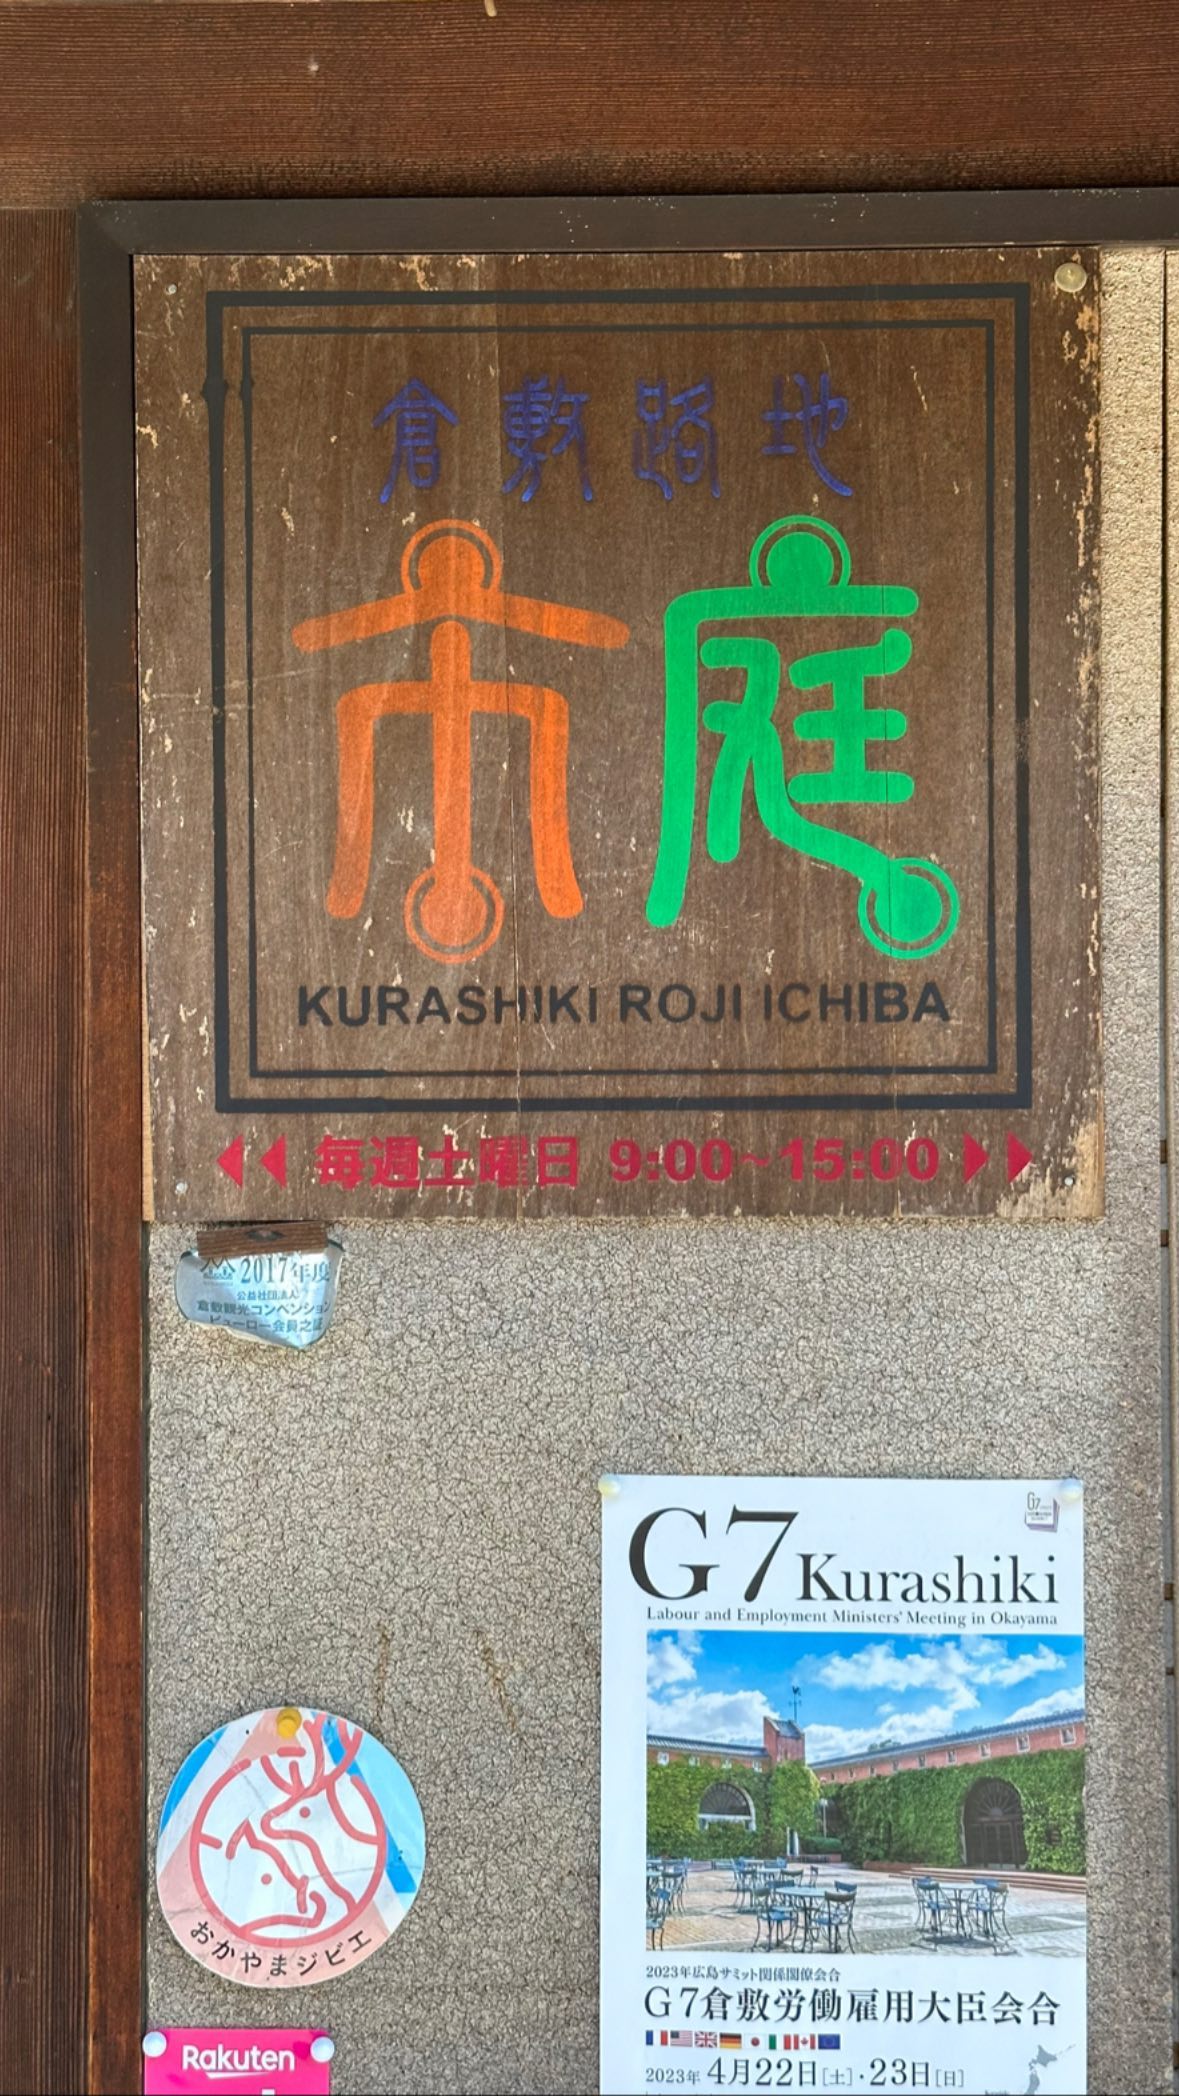 倉敷路地
市庭
KURASHIKI ROJI ICHIBA
毎週土曜日 9:00~15:00
2017年度
公益社団法人
倉敷観光コンベンション
ビューロー会員之証
G7 Kurashiki
Labour and Employment Ministers' Meeting in Okayama
おかやまジビエ
2023年広島サミット関係閣僚会合
G7倉敷労働雇用大臣会合
2023年 4月22日[土]・23日[日]
Rakuten